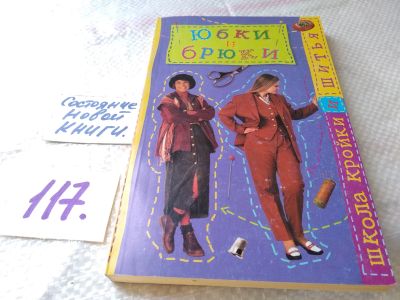 Состояние
новой
книги.
117.
Юбки
и
брюки
Школа кройки и шитья